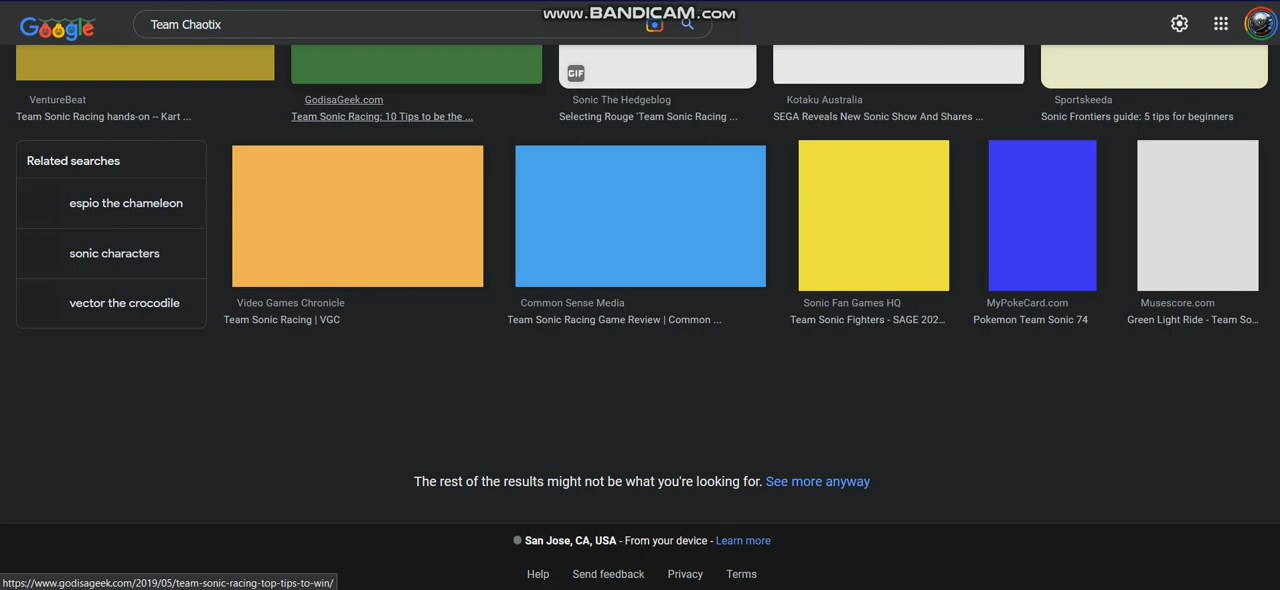 www.BANDICAM.com
Google
Team Chaotix
GIF
VentureBeat
Team Sonic Racing hands-on -- Kart ...
GodisaGeek.com
Team Sonic Racing: 10 Tips to be the ...
Sonic The Hedgeblog
Selecting Rouge 'Team Sonic Racing ...
Kotaku Australia
SEGA Reveals New Sonic Show And Shares ...
Sportskeeda
Sonic Frontiers guide: 5 tips for beginners
Related searches
espio the chameleon
sonic characters
vector the crocodile
Video Games Chronicle
Team Sonic Racing | VGC
Common Sense Media
Team Sonic Racing Game Review | Common ...
Sonic Fan Games HQ
Team Sonic Fighters - SAGE 202...
MyPokeCard.com
Pokemon Team Sonic 74
Musescore.com
Green Light Ride - Team So...
The rest of the results might not be what you're looking for. See more anyway
San Jose, CA, USA - From your device - Learn more
Help Send feedback Privacy Terms
https://www.godisageek.com/2019/05/team-sonic-racing-top-tips-to-win/